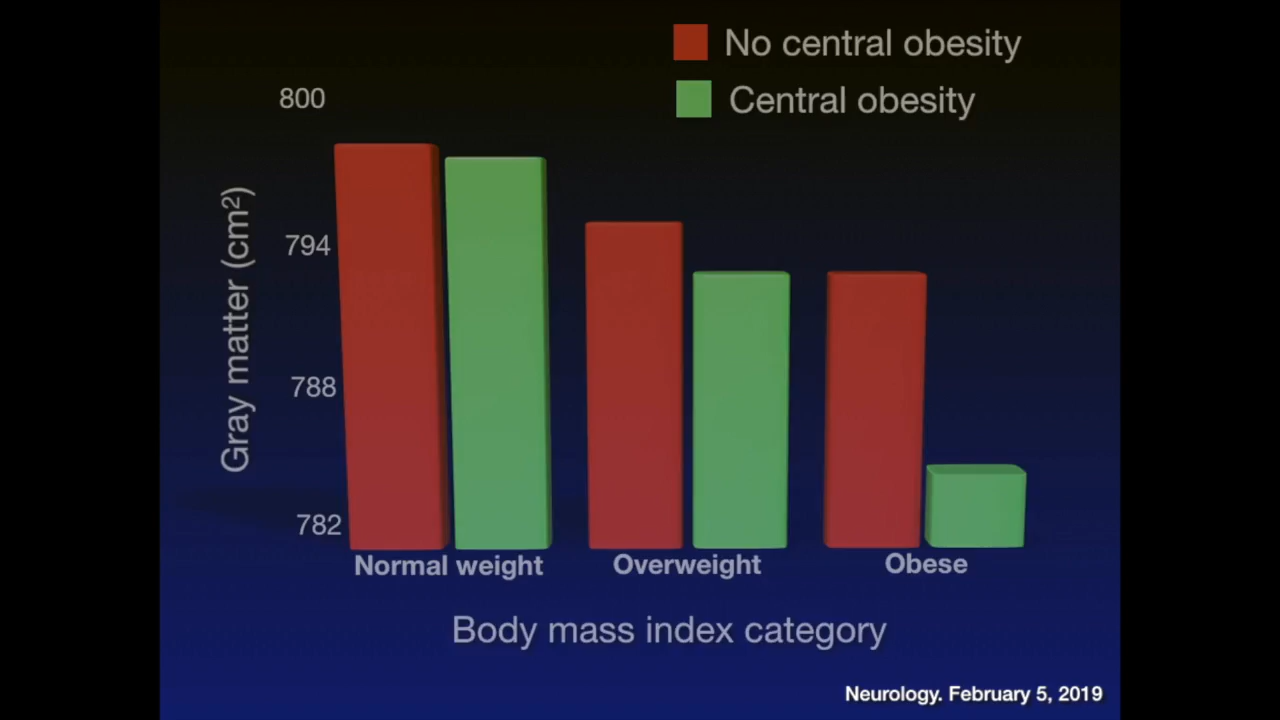 No central obesity
Central obesity
800
794
788
782
Gray matter (cm²)
Normal weight
Overweight
Obese
Body mass index category
Neurology. February 5, 2019